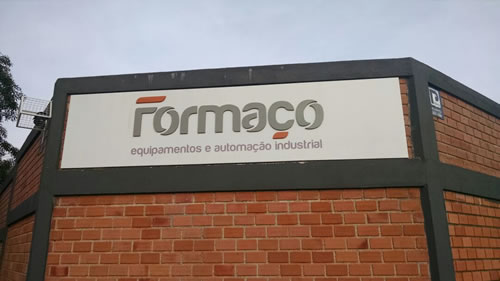 Formaço
equipamentos e automação industrial